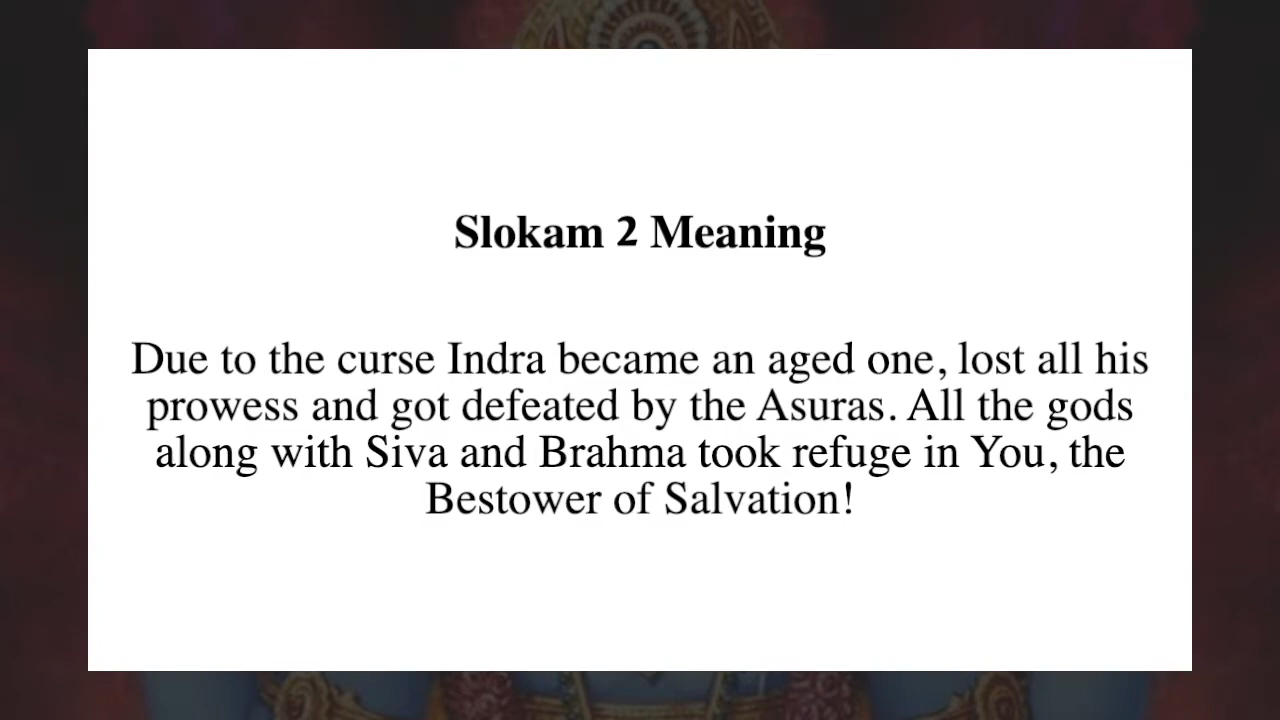 Slokam 2 Meaning
Due to the curse Indra became an aged one, lost all his
prowess and got defeated by the Asuras. All the gods
along with Siva and Brahma took refuge in You, the
Bestower of Salvation!